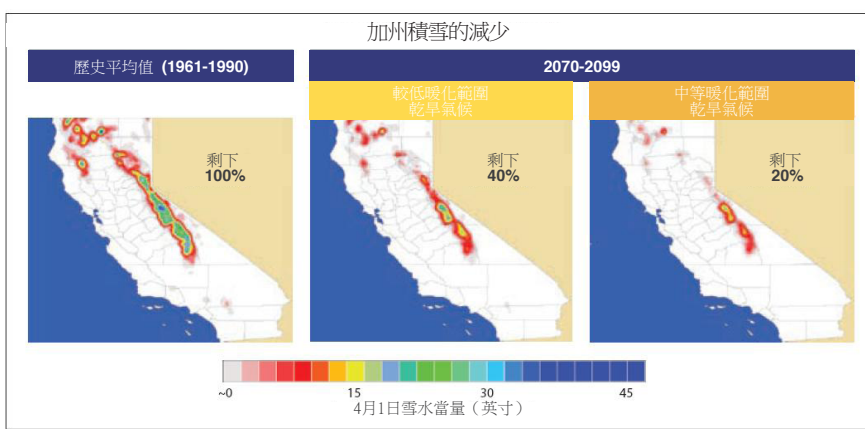 加州積雪的減少
歷史平均值 (1961-1990)
2070-2099
較低暖化範圍
乾旱氣候
中等暖化範圍
乾旱氣候
剩下
100%
剩下
40%
剩下
20%
~0 15 30 45
4月1日雪水當量(英寸)